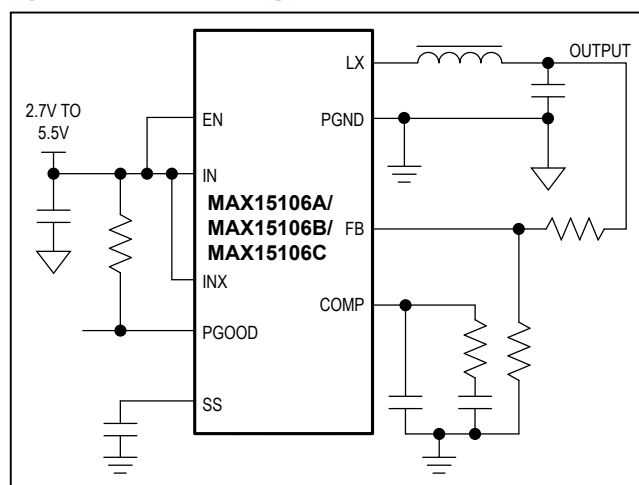 LX
OUTPUT
2.7V TO
5.5V
EN
PGND
IN
MAX15106A/
MAX15106B/
MAX15106C
FB
INX
COMP
PGOOD
SS